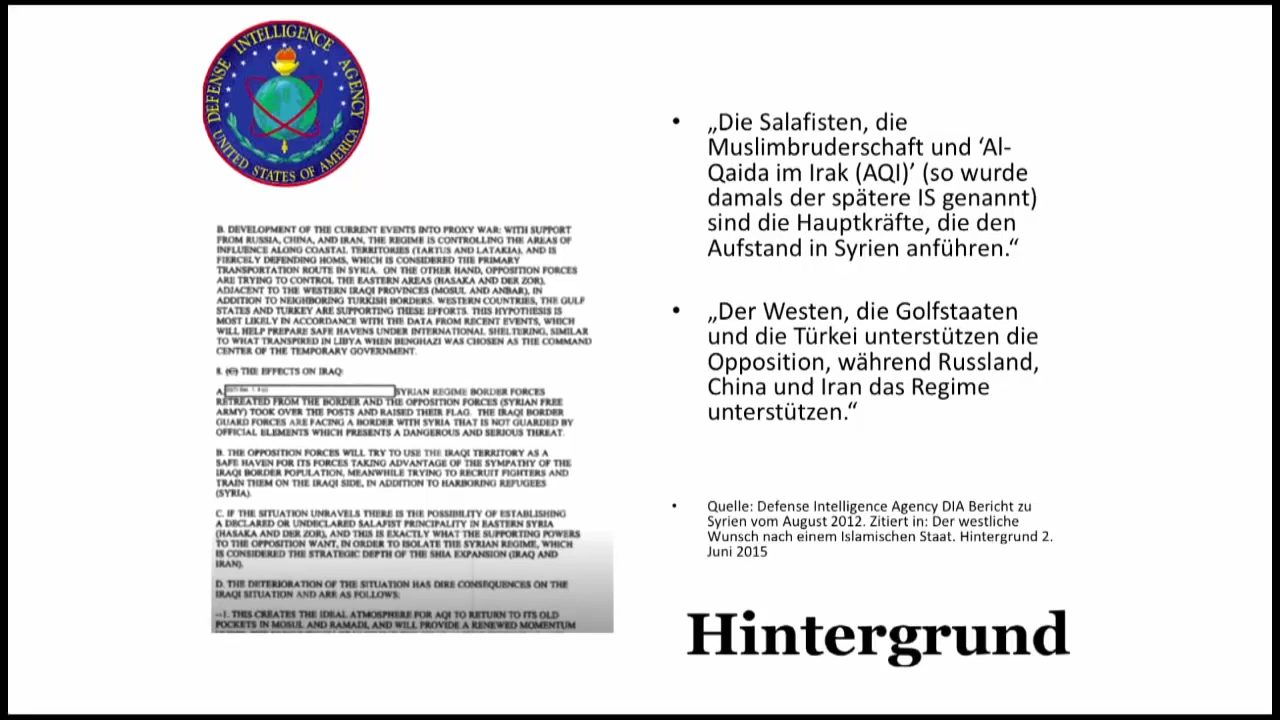 DEFENSE INTELLIGENCE AGENCY
UNITED STATES OF AMERICA
B. DEVELOPMENT OF THE CURRENT EVENTS INTO PROXY WAR: WITH SUPPORT
FROM RUSSIA, CHINA, AND IRAN, THE REGIME IS CONTROLLING THE AREAS OF
INFLUENCE ALONG COASTAL TERRITORIES (TARTUS AND LATAKIA), AND IS
FIERCELY DEFENDING HOMS, WHICH IS CONSIDERED THE PRIMARY
TRANSPORTATION ROUTE IN SYRIA. ON THE OTHER HAND, OPPOSITION FORCES
ARE TRYING TO CONTROL THE EASTERN AREAS (HASAKA AND DER ZOR),
ADJACENT TO THE WESTERN IRAQI PROVINCES (MOSUL AND ANBAR), IN
ADDITION TO NEIGHBORING TURKISH BORDERS. WESTERN COUNTRIES, THE GULF
STATES AND TURKEY ARE SUPPORTING THESE EFFORTS. THIS HYPOTHESIS IS
MOST LIKELY IN ACCORDANCE WITH THE DATA FROM RECENT EVENTS, WHICH
WILL HELP PREPARE SAFE HAVENS UNDER INTERNATIONAL SHELTERING, SIMILAR
TO WHAT TRANSPIRED IN LIBYA WHEN BENGHAZI WAS CHOSEN AS THE COMMAND
CENTER OF THE TEMPORARY GOVERNMENT.
THE EFFECTS ON IRAQ:
A. SYRIAN REGIME BORDER FORCES
RETREATED FROM THE BORDER AND THE OPPOSITION FORCES (SYRIAN FREE
ARMY) TOOK OVER THE POSTS AND RAISED THEIR FLAG. THE IRAQI BORDER
GUARD FORCES ARE FACING A BORDER WITH SYRIA THAT IS NOT GUARDED BY
OFFICIAL ELEMENTS WHICH PRESENTS A DANGEROUS AND SERIOUS THREAT.
B. THE OPPOSITION FORCES WILL TRY TO USE THE IRAQI TERRITORY AS A
SAFE HAVEN FOR ITS FORCES TAKING ADVANTAGE OF THE SYMPATHY OF THE
IRAQI BORDER POPULATION, MEANWHILE TRYING TO RECRUIT FIGHTERS AND
TRAIN THEM ON THE IRAQI SIDE, IN ADDITION TO HARBORING REFUGEES
(SYRIA).
C. IF THE SITUATION UNRAVELS THERE IS THE POSSIBILITY OF ESTABLISHING
A DECLARED OR UNDECLARED SALAFIST PRINCIPALITY IN EASTERN SYRIA
(HASAKA AND DER ZOR), AND THIS IS EXACTLY WHAT THE SUPPORTING POWERS
TO THE OPPOSITION WANT, IN ORDER TO ISOLATE THE SYRIAN REGIME, WHICH
IS CONSIDERED THE STRATEGIC DEPTH OF THE SHIA EXPANSION (IRAQ AND
IRAN).
D. THE DETERIORATION OF THE SITUATION HAS DIRE CONSEQUENCES ON THE
IRAQI SITUATION AND ARE AS FOLLOWS:
--1. THIS CREATES THE IDEAL ATMOSPHERE FOR AQI TO RETURN TO ITS OLD
POCKETS IN MOSUL AND RAMADI, AND WILL PROVIDE A RENEWED MOMENTUM
• „Die Salafisten, die
Muslimbruderschaft und ‘Al-
Qaida im Irak (AQI)’ (so wurde
damals der spätere IS genannt)
sind die Hauptkräfte, die den
Aufstand in Syrien anführen.“
• „Der Westen, die Golfstaaten
und die Türkei unterstützen die
Opposition, während Russland,
China und Iran das Regime
unterstützen.“
• Quelle: Defense Intelligence Agency DIA Bericht zu
Syrien vom August 2012. Zitiert in: Der westliche
Wunsch nach einem Islamischen Staat. Hintergrund 2.
Juni 2015
Hintergrund